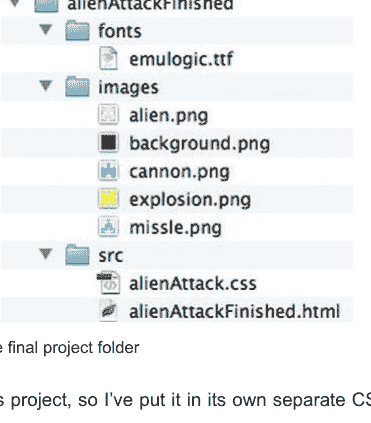 alienAttackFinished
fonts
emulogic.ttf
images
alien.png
background.png
cannon.png
explosion.png
missle.png
src
alienAttack.css
alienAttackFinished.html
final project folder
project, so I've put it in its own separate